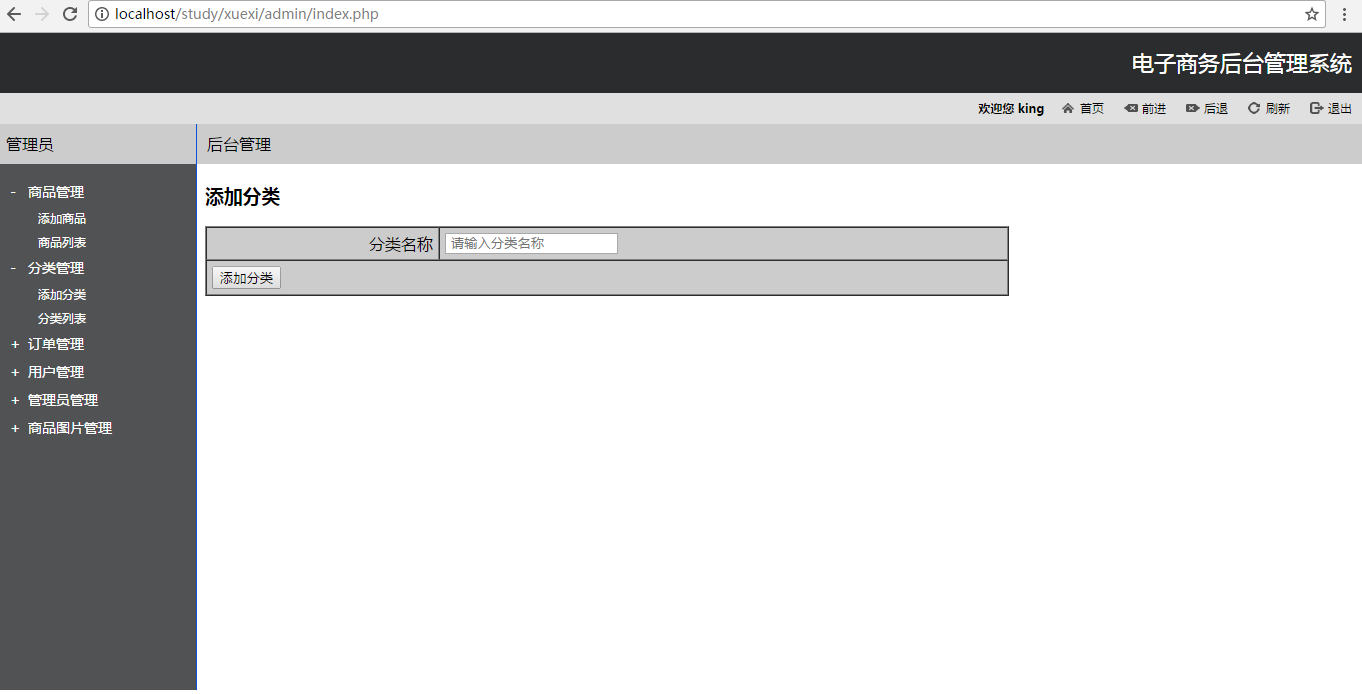 localhost/study/xuexi/admin/index.php
电子商务后台管理系统
欢迎您 king 首页 前进 后退 刷新 退出
管理员 后台管理
- 商品管理
添加商品
商品列表
- 分类管理
添加分类
分类列表
+ 订单管理
+ 用户管理
+ 管理员管理
+ 商品图片管理
添加分类
分类名称 请输入分类名称
添加分类